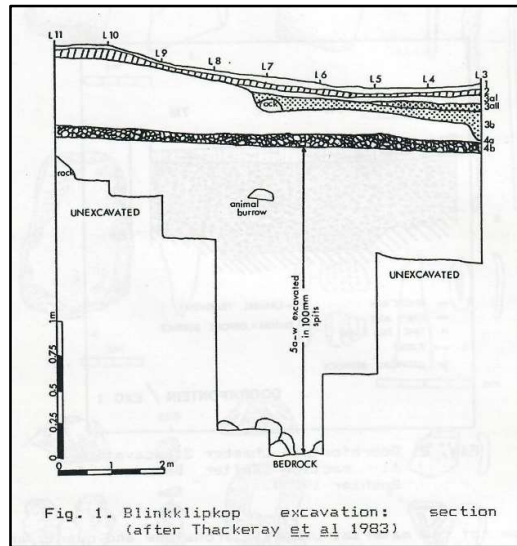 L11 L10 L9 L8 L7 L6 L5 L4 L3
1
2
3aI
3aII
rock
3b
4a
4b
rock
animal
burrow
UNEXCAVATED
UNEXCAVATED
5a-w excavated
in 100mm
spits
m
0,75
0,50
0,25
0
0 1 2m
BEDROCK
Fig. 1. Blinkklipkop excavation: section
(after Thackeray et al 1983)